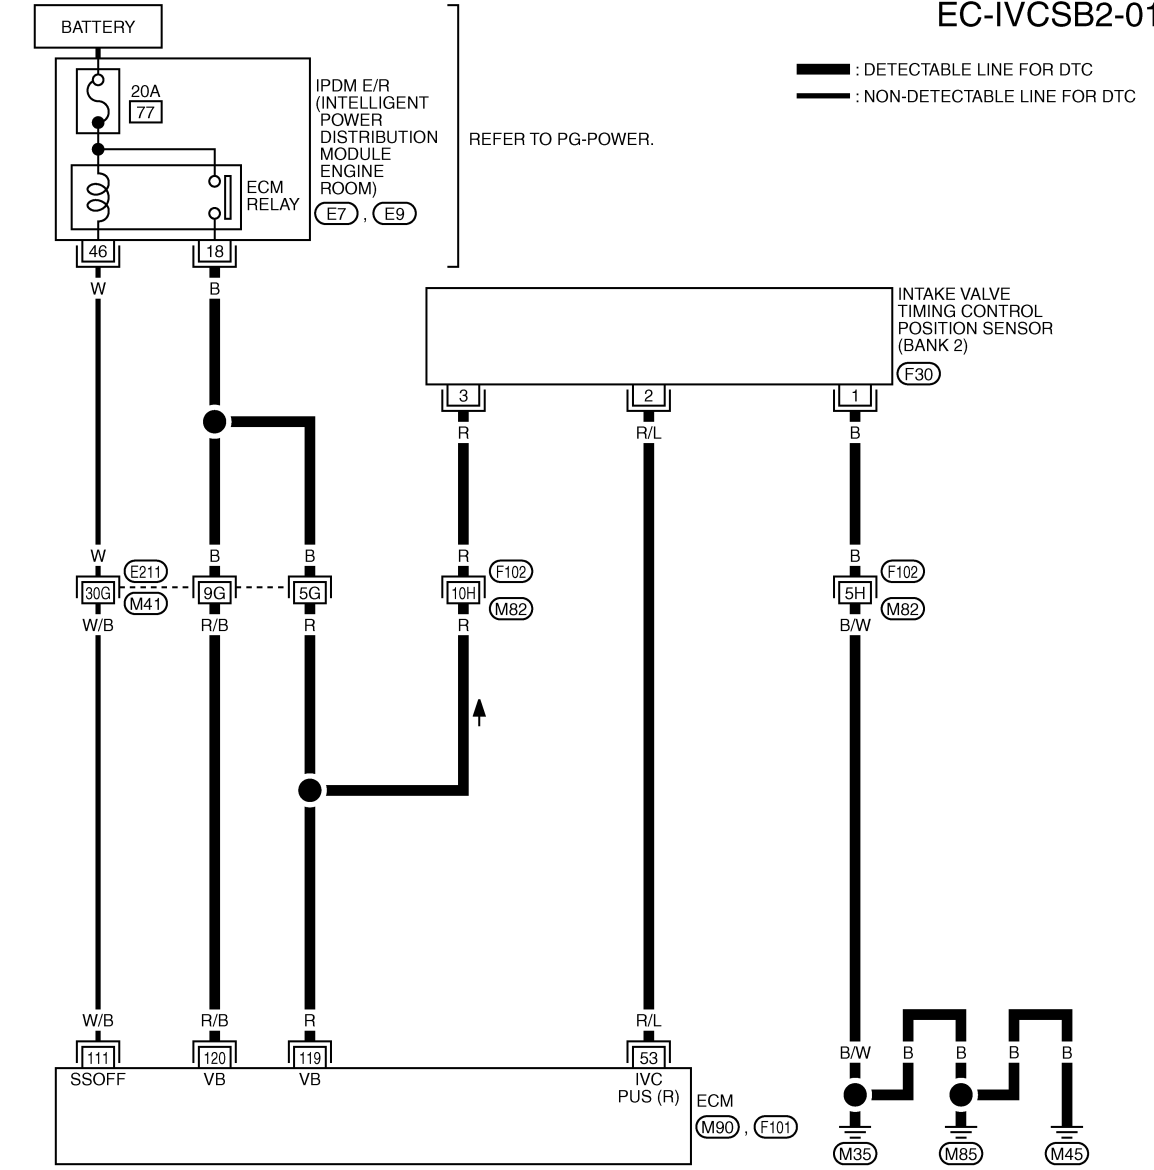 EC-IVCSB2-01
BATTERY
: DETECTABLE LINE FOR DTC
: NON-DETECTABLE LINE FOR DTC
20A
77
IPDM E/R
(INTELLIGENT
POWER
DISTRIBUTION
MODULE
ENGINE
ROOM)
E7 , E9
REFER TO PG-POWER.
ECM
RELAY
46 18
W B
INTAKE VALVE
TIMING CONTROL
POSITION SENSOR
(BANK 2)
F30
3 2 1
R R/L B
W B B R B
E211 F102 F102
30G 9G 5G 10H 5H
M41 M82 M82
W/B R/B R R B/W
W/B R/B R R/L
B/W B B B B
111 120 119 53
SSOFF VB VB IVC
PUS (R)
ECM
M90 , F101
M35 M85 M45